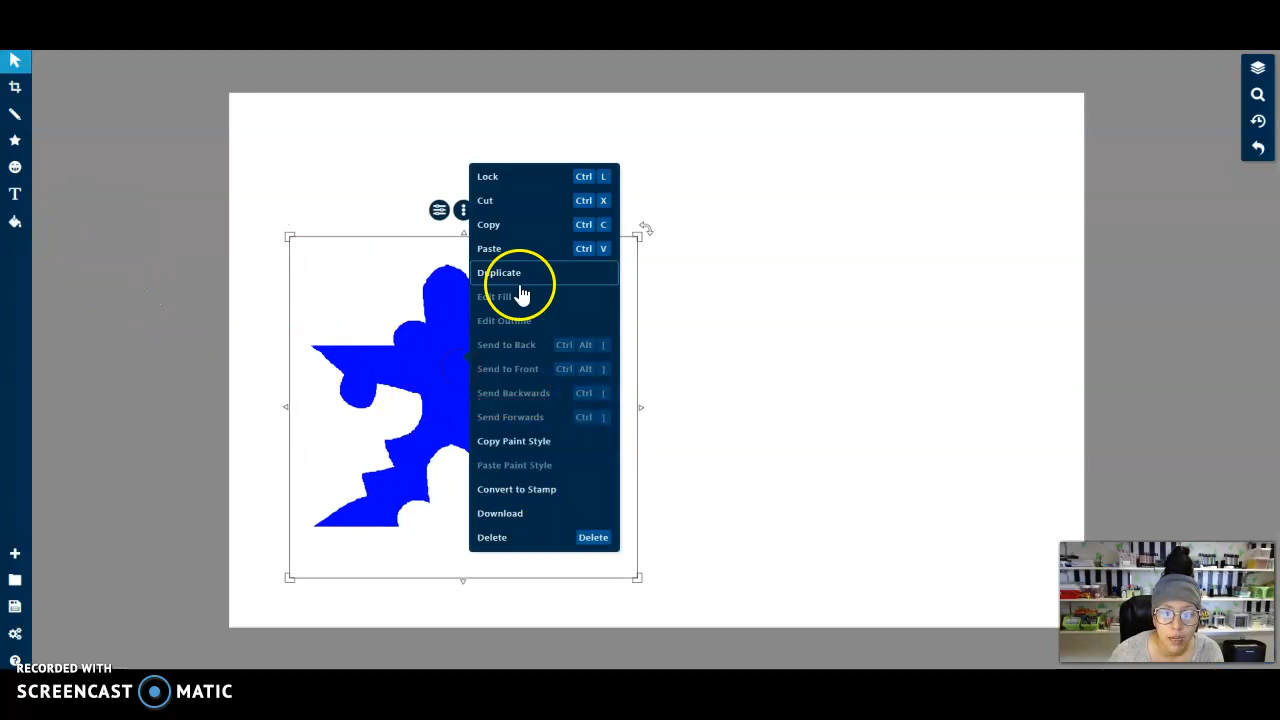 Lock Ctrl L
Cut Ctrl X
Copy Ctrl C
Paste Ctrl V
Duplicate
Edit Fill
Edit Outline
Send to Back Ctrl Alt [
Send to Front Ctrl Alt ]
Send Backwards Ctrl [
Send Forwards Ctrl ]
Copy Paint Style
Paste Paint Style
Convert to Stamp
Download
Delete Delete
T
?
RECORDED WITH
SCREENCAST MATIC